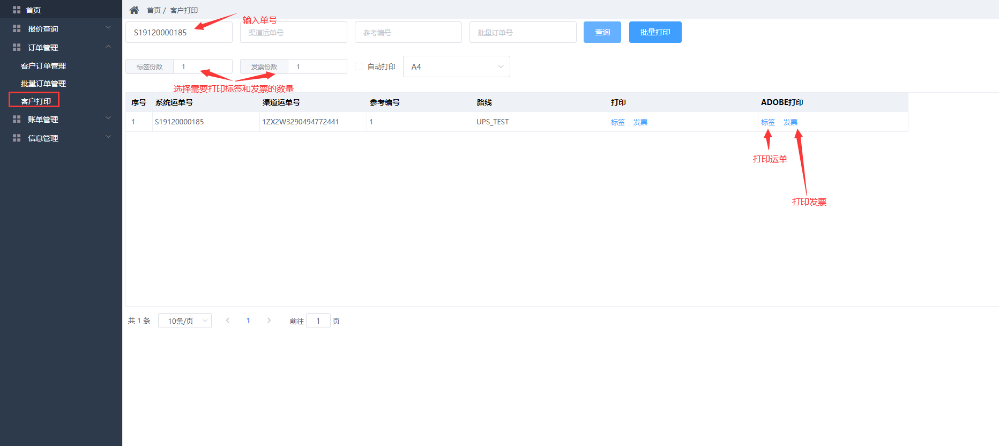 首页
报价查询
订单管理
客户订单管理
批量订单管理
客户打印
账单管理
信息管理
首页 / 客户打印
输入单号
S19120000185 渠道运单号 参考编号 批量订单号 查询 批量打印
标签份数 1 发票份数 1 自动打印 A4
选择需要打印标签和发票的数量
序号 系统运单号 渠道运单号 参考编号 路线 打印 ADOBE打印
1 S19120000185 1ZX2W3290494772441 1 UPS_TEST 标签 发票 标签 发票
打印运单
打印发票
共 1 条 10条/页 1 前往 1 页